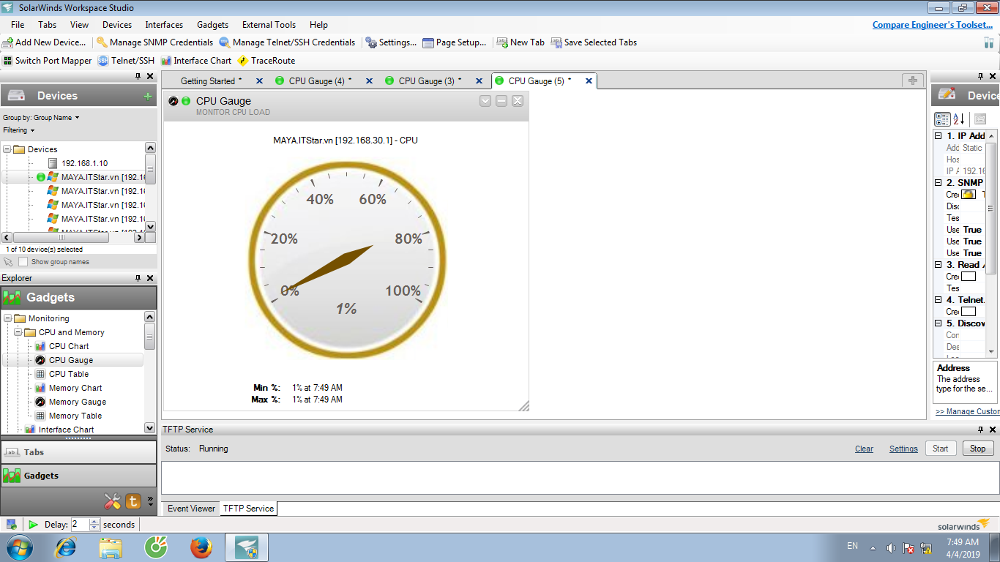 SolarWinds Workspace Studio
File Tabs View Devices Interfaces Gadgets External Tools Help
Compare Engineer's Toolset...
Add New Device... Manage SNMP Credentials Manage Telnet/SSH Credentials Settings... Page Setup... New Tab Save Selected Tabs
Switch Port Mapper Telnet/SSH Interface Chart TraceRoute
Devices
Group by: Group Name
Filtering
Devices
192.168.1.10
MAYA.ITStar.vn [192.16
MAYA.ITStar.vn [192.16
MAYA.ITStar.vn [192.16
MAYA.ITStar.vn [192.16
1 of 10 device(s) selected
Show group names
Explorer
Gadgets
Monitoring
CPU and Memory
CPU Chart
CPU Gauge
CPU Table
Memory Chart
Memory Gauge
Memory Table
Interface Chart
Tabs
Gadgets
Getting Started *
CPU Gauge (4) *
CPU Gauge (3) *
CPU Gauge (5) *
CPU Gauge
MONITOR CPU LOAD
MAYA.ITStar.vn [192.168.30.1] - CPU
40% 60%
20% 80%
0% 100%
1%
Min %: 1% at 7:49 AM
Max %: 1% at 7:49 AM
Device
1. IP Add
Add Static
Hos
IP A 192.16
2. SNMP
Cre
Disc
Tes
Use True
Use True
Use True
3. Read
Cre
Tes
4. Telnet.
Cre
5. Discov
Cor
Des
Address
The address
type for the se...
>> Manage Custon
TFTP Service
Status: Running
Clear Settings Start Stop
Event Viewer TFTP Service
Delay: 2 seconds
solarwinds
EN
7:49 AM
4/4/2019